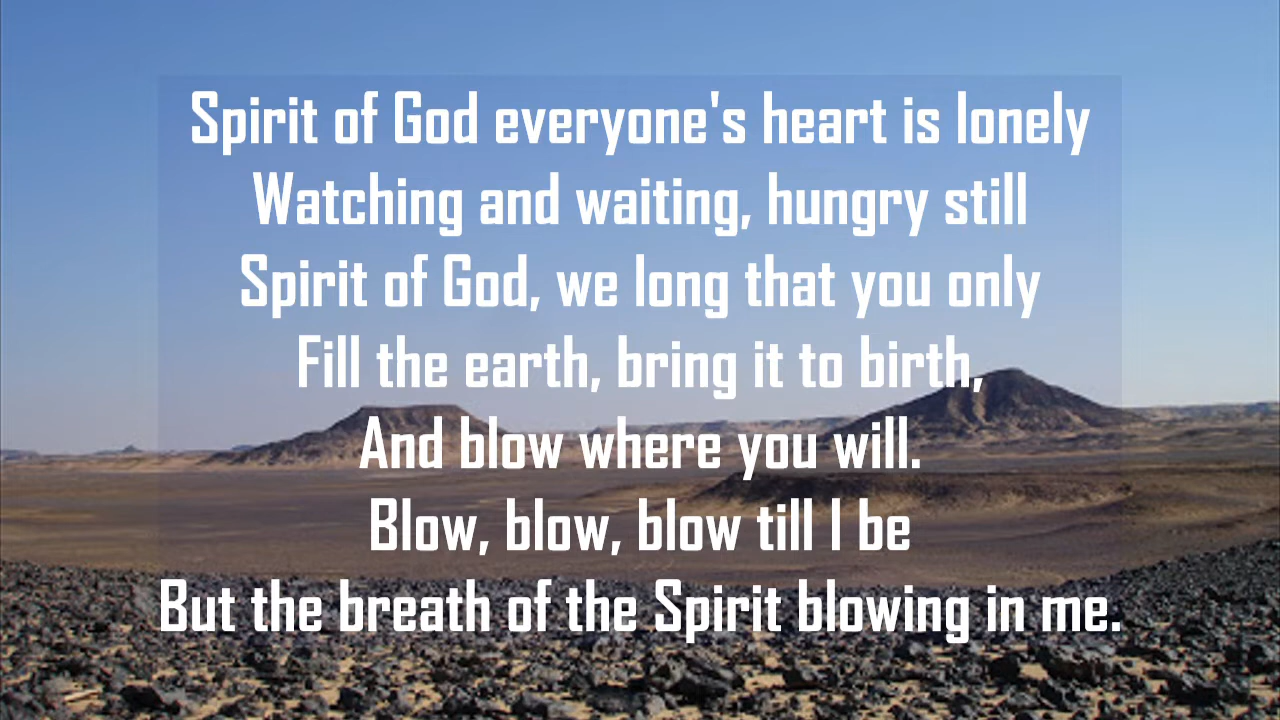 Spirit of God everyone's heart is lonely
Watching and waiting, hungry still
Spirit of God, we long that you only
Fill the earth, bring it to birth,
And blow where you will.
Blow, blow, blow till I be
But the breath of the Spirit blowing in me.